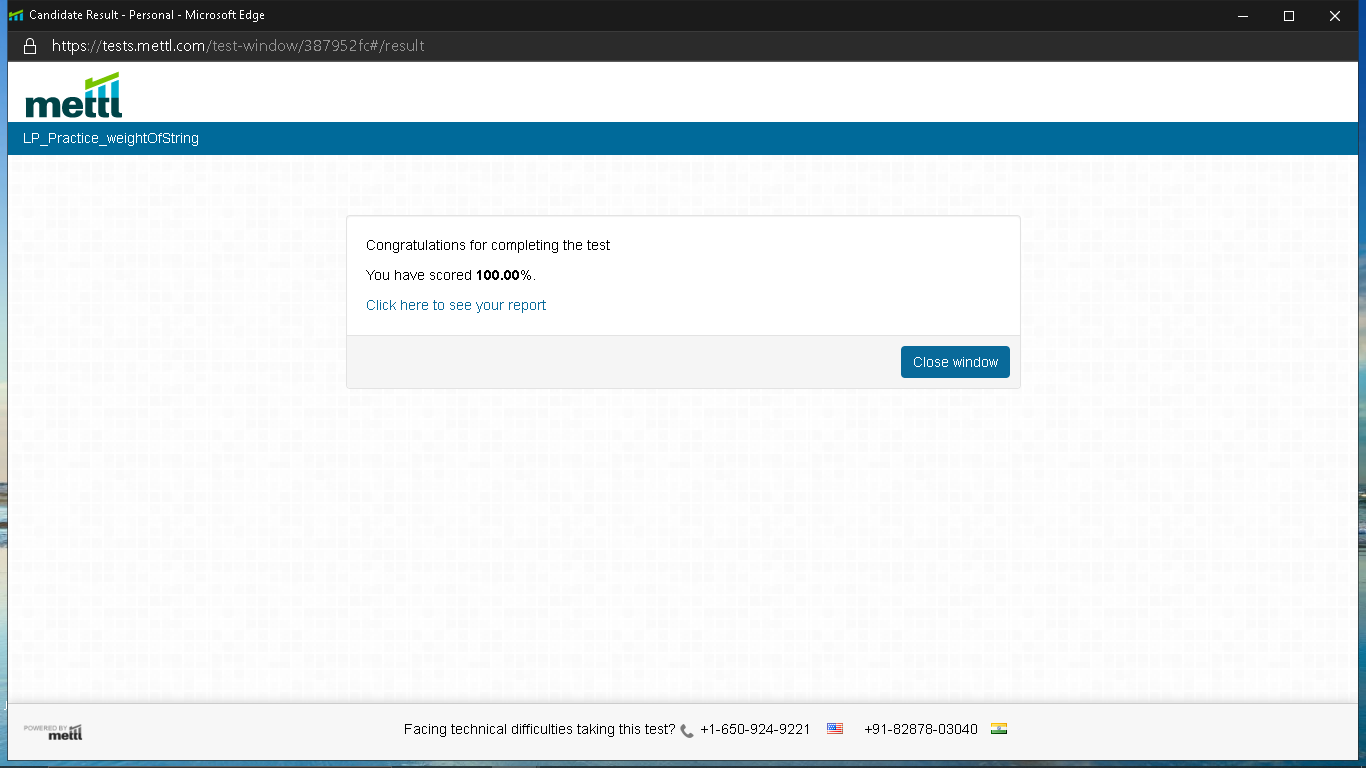 Candidate Result - Personal - Microsoft Edge
https://tests.mettl.com/test-window/387952fc#/result
mettl
LP_Practice_weightOfString
Congratulations for completing the test
You have scored 100.00%.
Click here to see your report
Close window
POWERED BY
mettl
Facing technical difficulties taking this test? +1-650-924-9221 +91-82878-03040